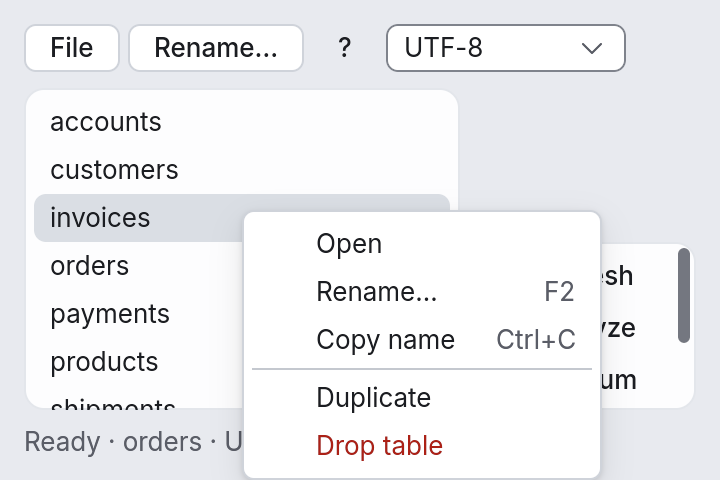 File Rename... ? UTF-8
accounts
customers
invoices
orders
payments
products
shipments
Open
Rename... F2
Copy name Ctrl+C
Duplicate
Drop table
Ready · orders · U